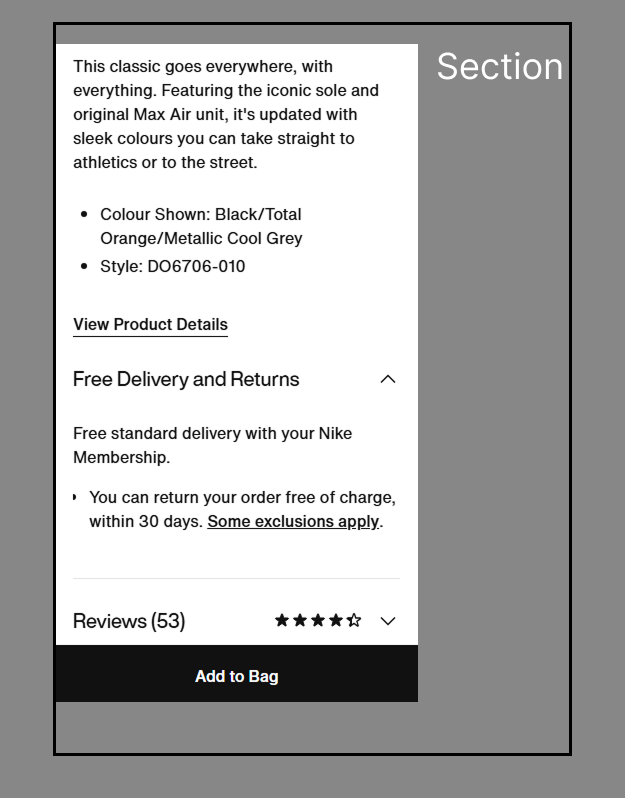 This classic goes everywhere, with
everything. Featuring the iconic sole and
original Max Air unit, it's updated with
sleek colours you can take straight to
athletics or to the street.
Colour Shown: Black/Total
Orange/Metallic Cool Grey
Style: DO6706-010
View Product Details
Free Delivery and Returns
Free standard delivery with your Nike
Membership.
You can return your order free of charge,
within 30 days. Some exclusions apply.
Reviews (53)
Add to Bag
Section